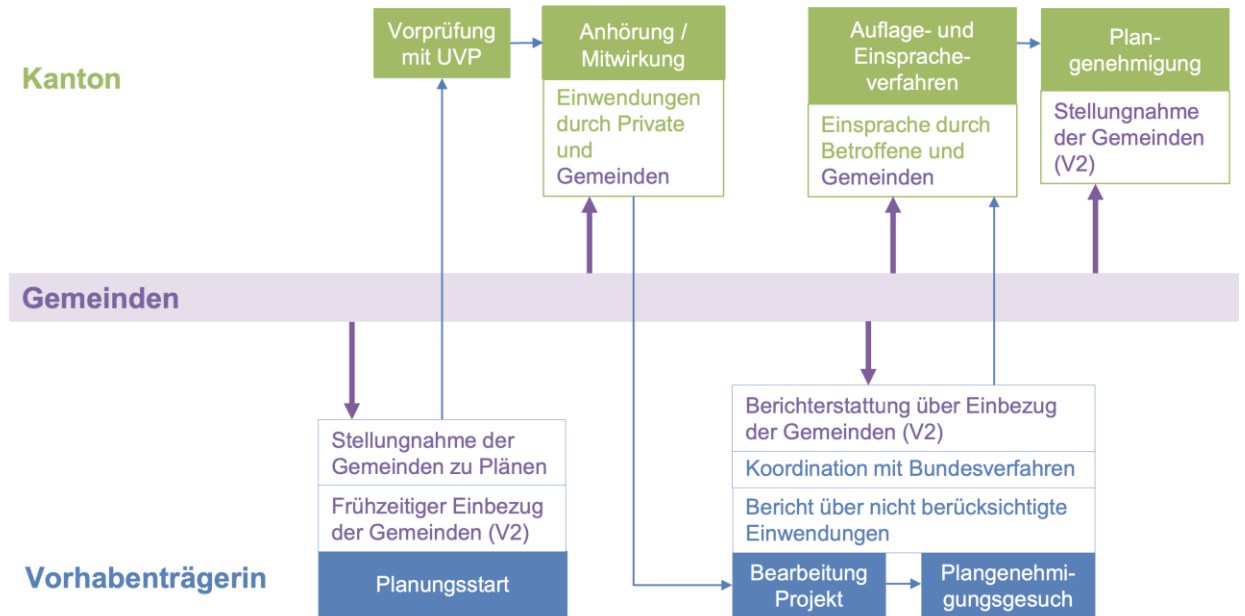 Kanton
Vorprüfung
mit UVP
Anhörung /
Mitwirkung
Einwendungen
durch Private
und
Gemeinden
Auflage- und
Einsprache-
verfahren
Einsprache durch
Betroffene und
Gemeinden
Plan-
genehmigung
Stellungnahme
der Gemeinden
(V2)
Gemeinden
Stellungnahme der
Gemeinden zu Plänen
Frühzeitiger Einbezug
der Gemeinden (V2)
Planungsstart
Berichterstattung über Einbezug
der Gemeinden (V2)
Koordination mit Bundesverfahren
Bericht über nicht berücksichtigte
Einwendungen
Bearbeitung
Projekt
Plangenehmi-
gungsgesuch
Vorhabenträgerin